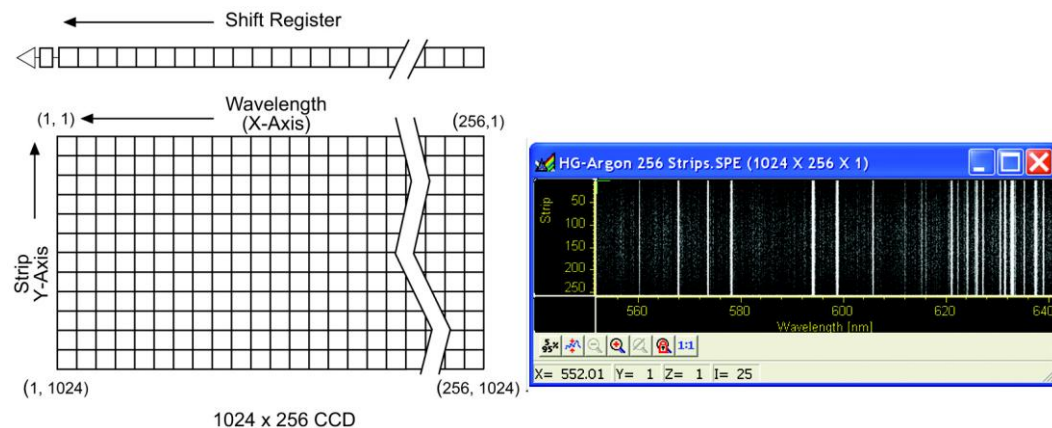 Shift Register
Wavelength
(X-Axis)
(1, 1)
(256,1)
Strip
Y-Axis
(1, 1024)
(256, 1024)
1024 x 256 CCD
HG-Argon 256 Strips.SPE (1024 X 256 X 1)
Strip
50
100
150
200
250
560
580
600
620
640
Wavelength [nm]
5
95%
1:1
X= 552.01 Y= 1 Z= 1 I= 25